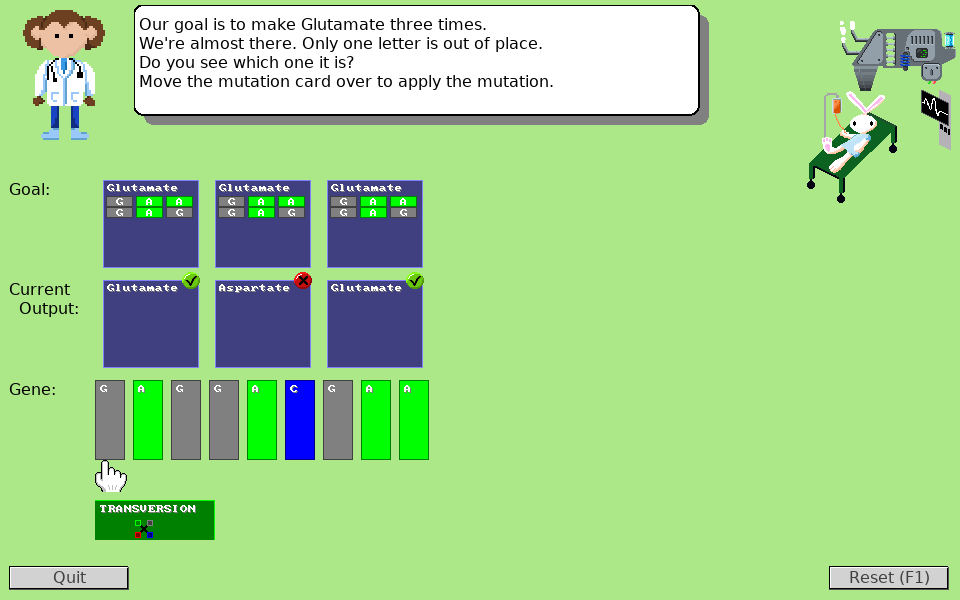 Our goal is to make Glutamate three times.
We're almost there. Only one letter is out of place.
Do you see which one it is?
Move the mutation card over to apply the mutation.
Goal:
Glutamate Glutamate Glutamate
G A A G A A G A A
G A G G A G G A G
Current
Output:
Glutamate Aspartate Glutamate
Gene:
G A G G A C G A A
TRANSVERSION
Quit
Reset (F1)